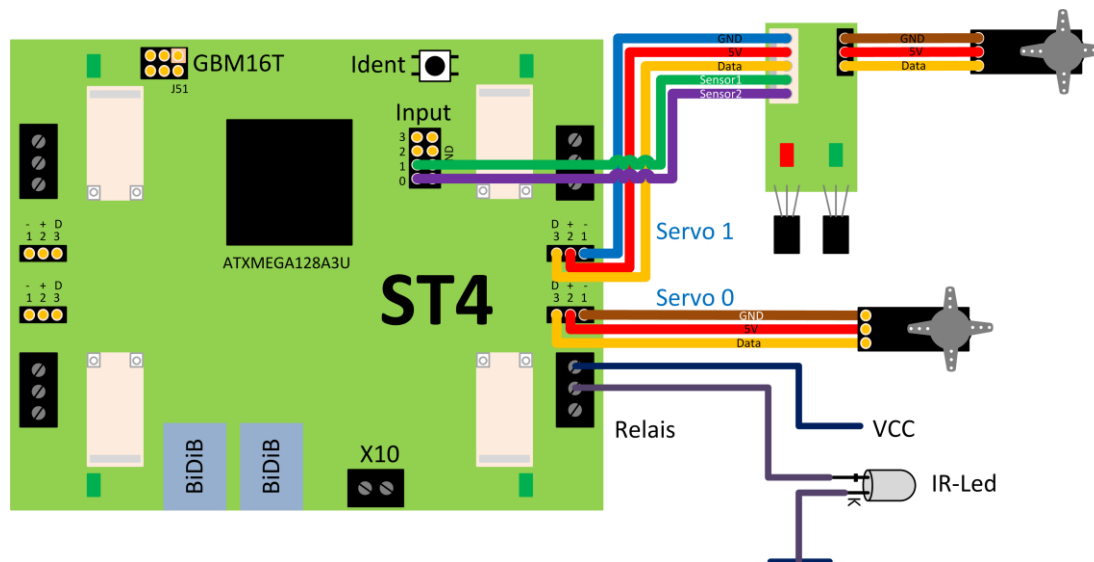 GBM16T
J51
Ident
Input
3
2
1
0
ND
GND
5V
Data
Sensor1
Sensor2
GND
5V
Data
ATXMEGA128A3U
- + D
1 2 3
- + D
1 2 3
D + -
3 2 1
D + -
3 2 1
ST4
Servo 1
Servo 0
GND
5V
Data
Relais
VCC
IR-Led
K
BiDiB
BiDiB
X10